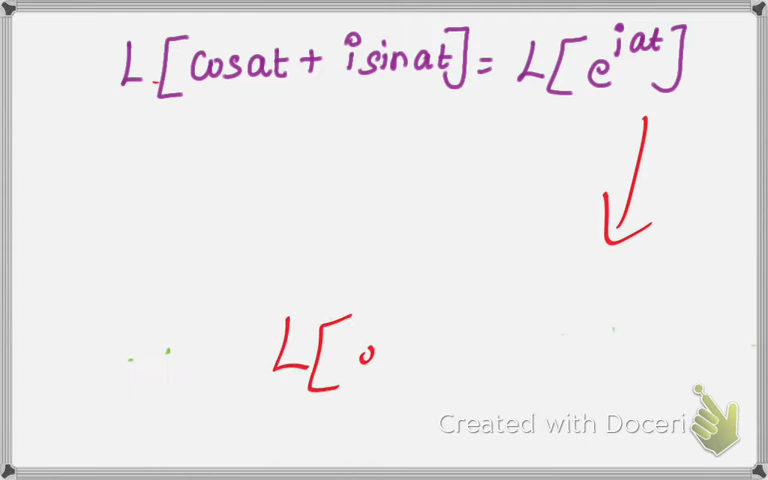 L[cosat + isinat] = L[e^{iat}]
L[
Created with Doceri